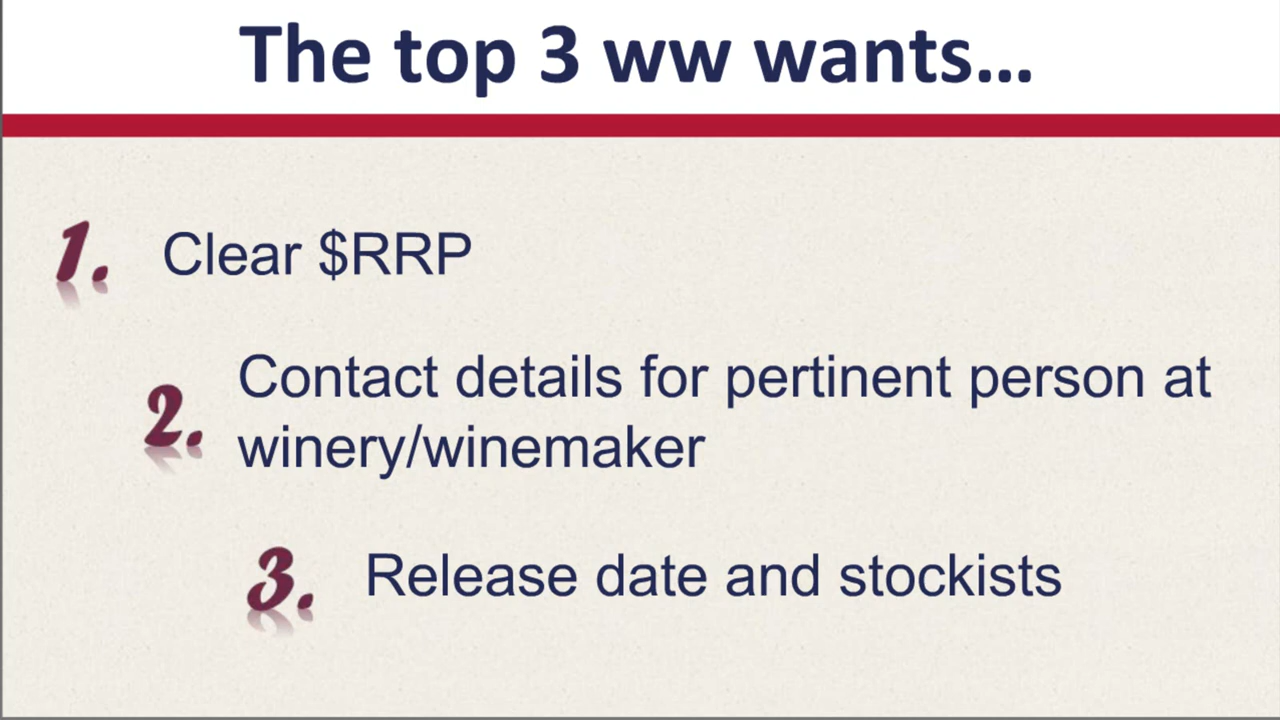 The top 3 ww wants...
1. Clear $RRP
2. Contact details for pertinent person at
winery/winemaker
3. Release date and stockists